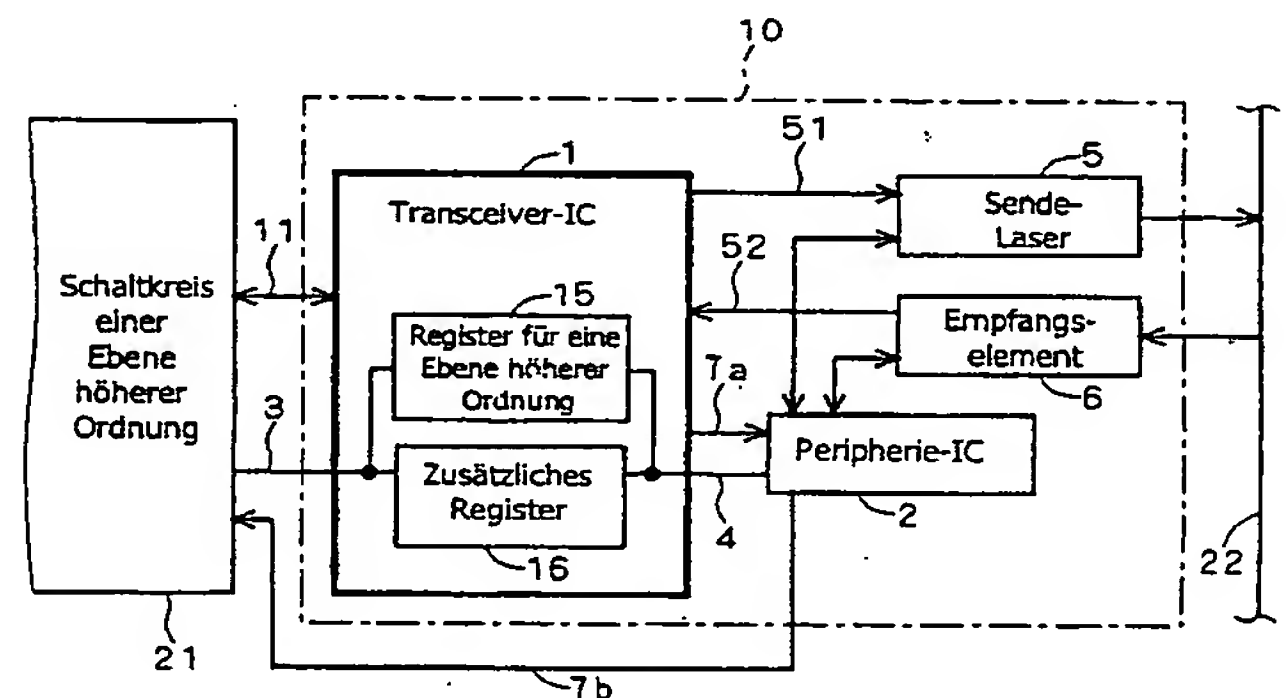 10
1
51
5
Transceiver-IC
Sende-
Laser
11
52
Schaltkreis
einer
Ebene
höherer
Ordnung
15
Register für eine
Ebene höherer
Ordnung
Empfangs-
element
6
7a
3
Zusätzliches
Register
Peripherie-IC
4
2
16
22
21
7b